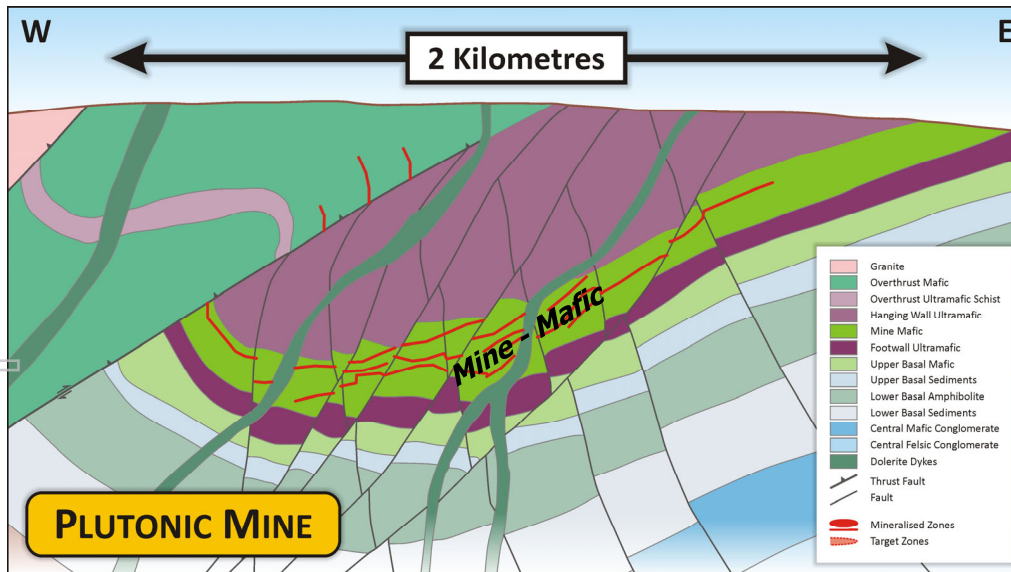 W
E
2 Kilometres
Mine - Mafic
Granite
Overthrust Mafic
Overthrust Ultramafic Schist
Hanging Wall Ultramafic
Mine Mafic
Footwall Ultramafic
Upper Basal Mafic
Upper Basal Sediments
Lower Basal Amphibolite
Lower Basal Sediments
Central Mafic Conglomerate
Central Felsic Conglomerate
Dolerite Dykes
Thrust Fault
Fault
Mineralised Zones
Target Zones
PLUTONIC MINE